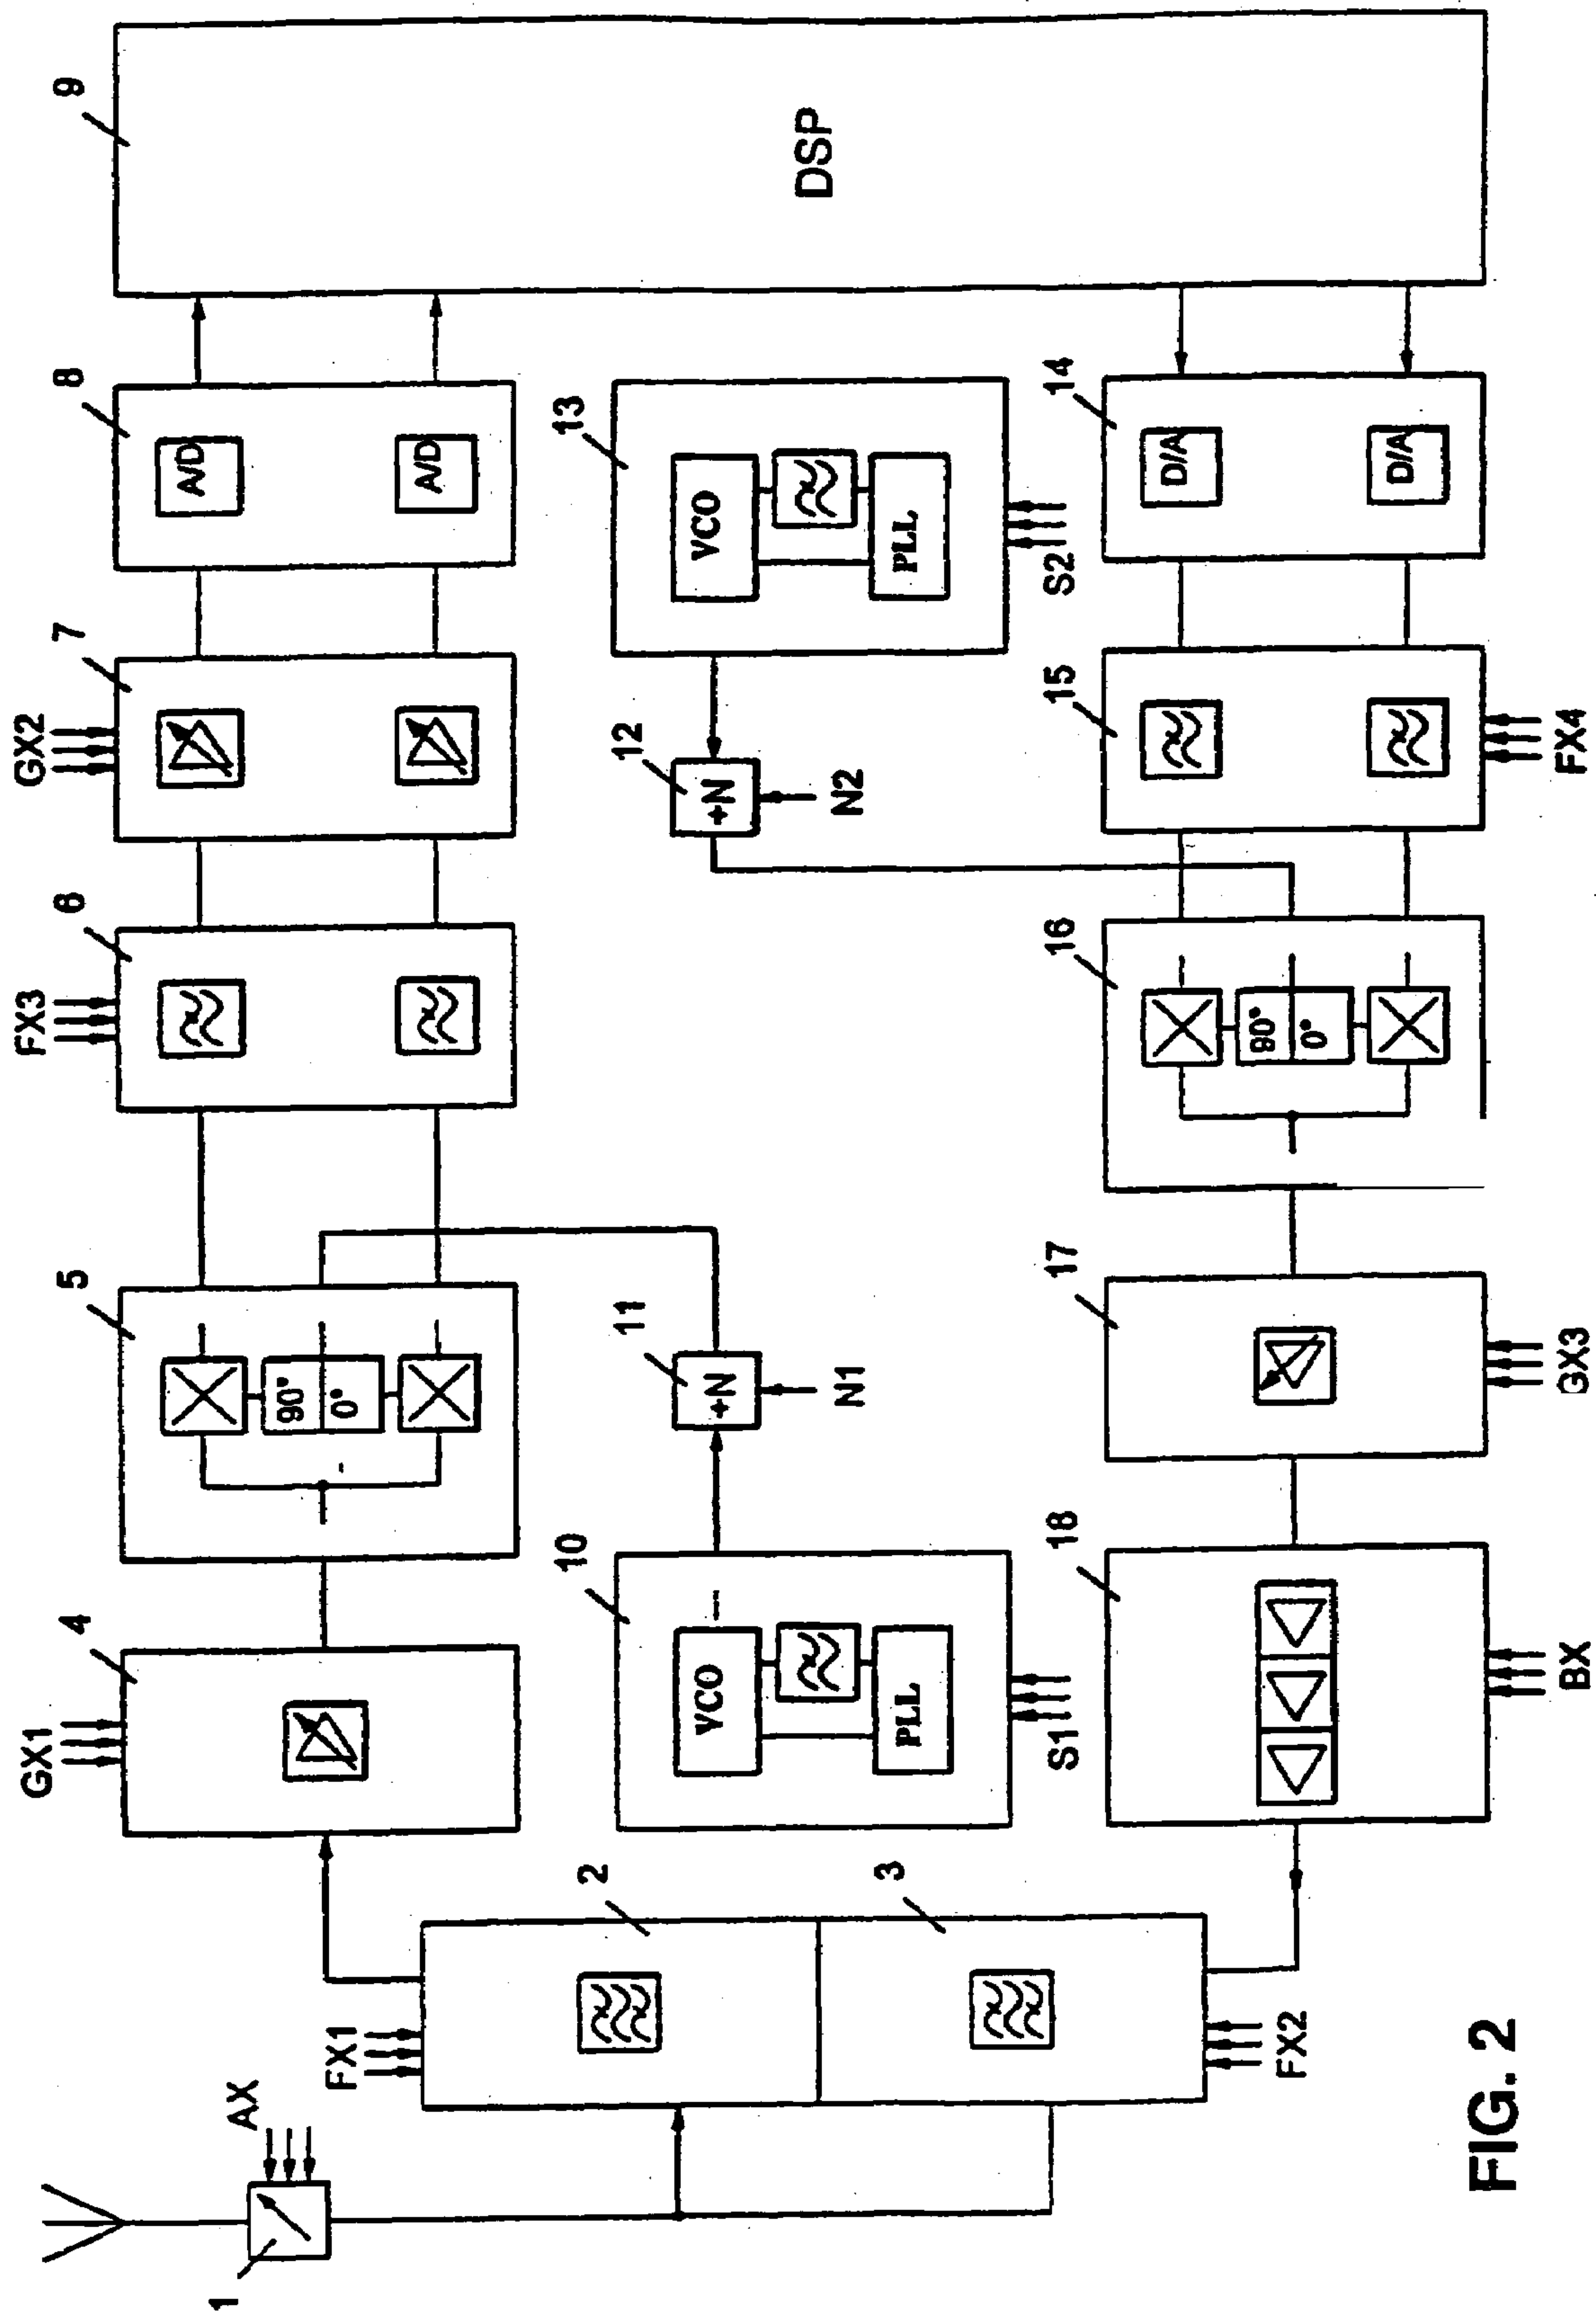 GX1
FX3
GX2
4
5
6
7
8
9
A/D
A/D
90°
0°
AX
1
FX1
2
3
FX2
10
VCO
PLL
S1
11
+N
N1
12
+N
N2
13
VCO
PLL
S2
DSP
18
17
16
15
14
90°
0°
D/A
D/A
BX
GX3
FX4
FIG. 2